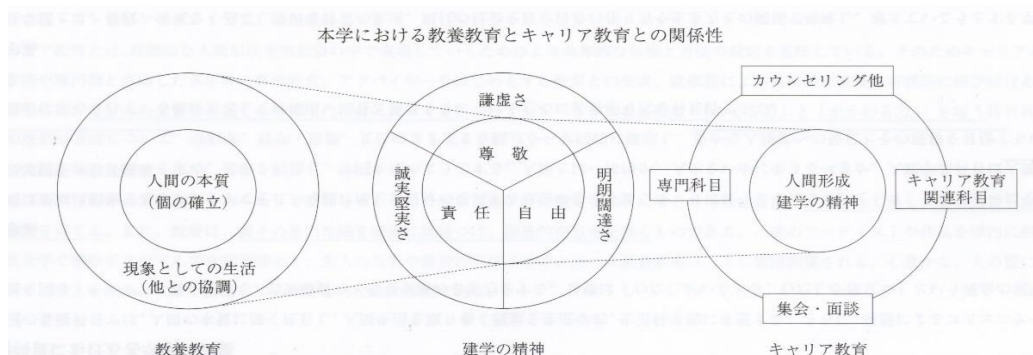 本学における教養教育とキャリア教育との関係性
人間の本質
(個の確立)
現象としての生活
(他との協調)
教養教育
謙虚さ
尊敬
誠実堅実さ
明朗闊達さ
責任
自由
建学の精神
カウンセリング他
専門科目
人間形成
建学の精神
キャリア教育
関連科目
集会・面談
キャリア教育